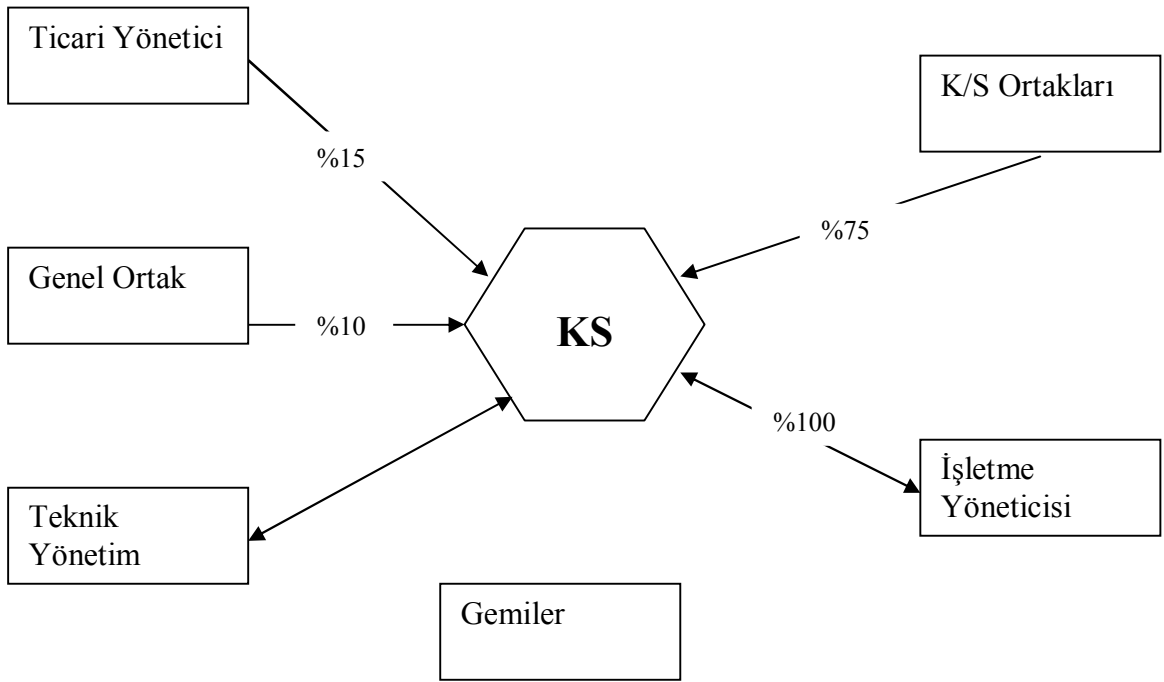 Ticari Yönetici
K/S Ortakları
%15
%75
Genel Ortak
%10
KS
%100
İşletme
Yöneticisi
Teknik
Yönetim
Gemiler